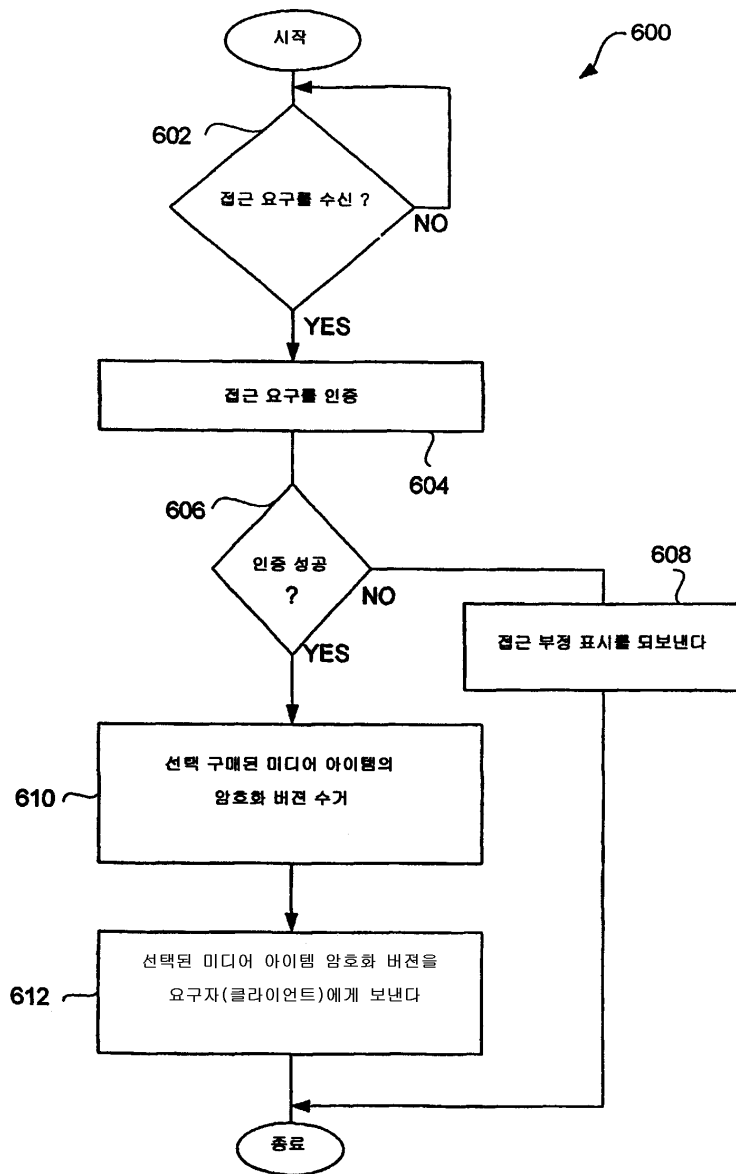 시작
600
602
접근 요구를 수신 ?
NO
YES
접근 요구를 인증
604
606
인증 성공
?
NO
YES
608
접근 부정 표시를 되보낸다
선택 구매된 미디어 아이템의
암호화 버젼 수거
610
선택된 미디어 아이템 암호화 버젼을
요구자(클라이언트)에게 보낸다
612
종료